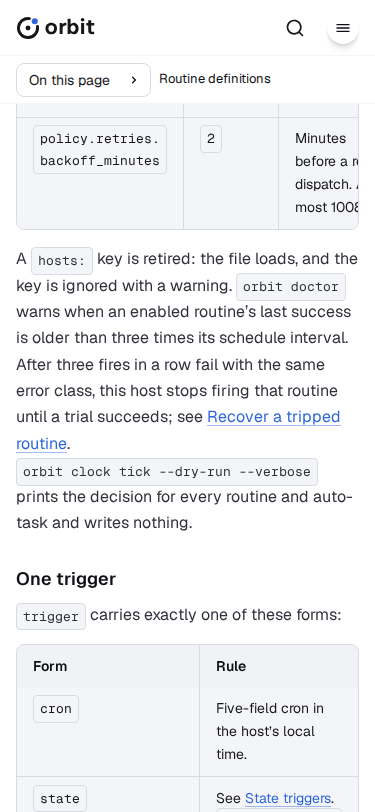 orbit
On this page
Routine definitions
policy.retries.
backoff_minutes
2
Minutes
before a
dispatch.
most
A hosts: key is retired: the file loads, and the
key is ignored with a warning. orbit doctor
warns when an enabled routine’s last success
is older than three times its schedule interval.
After three fires in a row fail with the same
error class, this host stops firing that routine
until a trial succeeds; see Recover a tripped
routine.
orbit clock tick --dry-run --verbose
prints the decision for every routine and auto-
task and writes nothing.
One trigger
trigger carries exactly one of these forms:
Form
Rule
cron
Five-field cron in
the host’s local
time.
state
See State triggers.